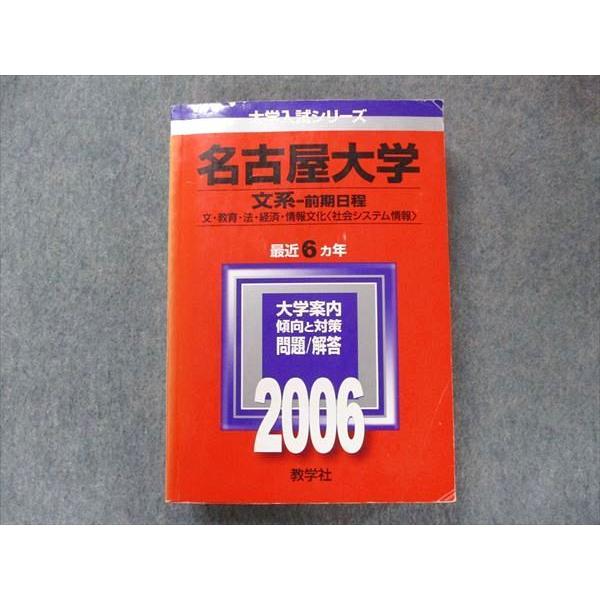 大学入試シリーズ
名古屋大学
文系-前期日程
文・教育・法・経済・情報文化〈社会システム情報〉
最近6ヵ年
大学案内
傾向と対策
問題/解答
2006
教学社